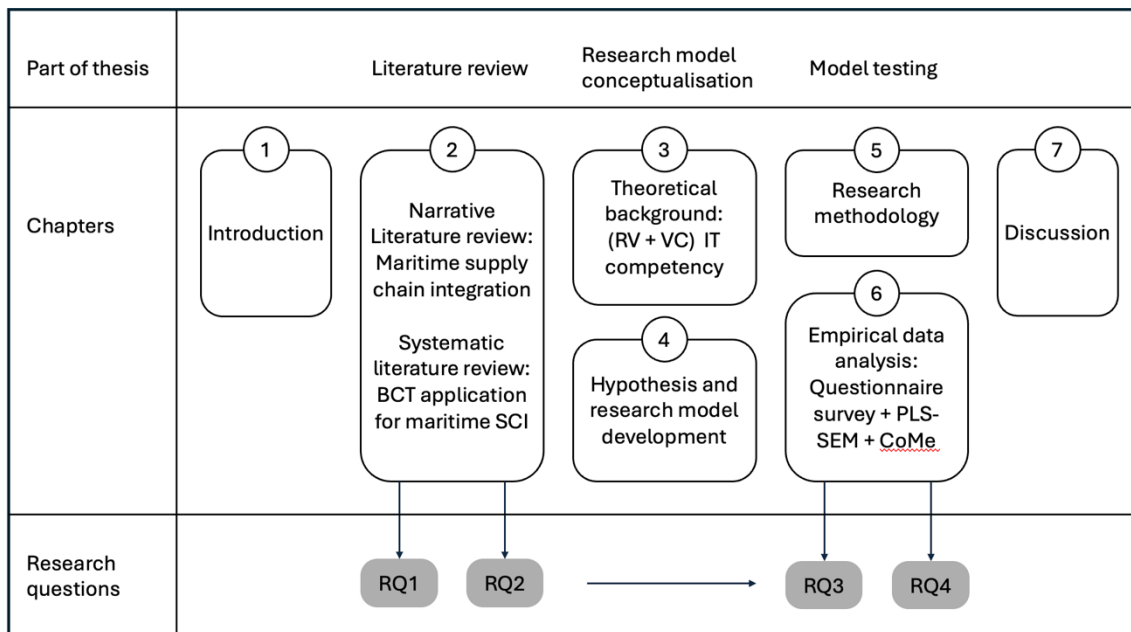 Part of thesis
Literature review
Research model
conceptualisation
Model testing
Chapters
1
Introduction
2
Narrative
Literature review:
Maritime supply
chain integration
Systematic
literature review:
BCT application
for maritime SCI
3
Theoretical
background:
(RV + VC) IT
competency
4
Hypothesis and
research model
development
5
Research
methodology
6
Empirical data
analysis:
Questionnaire
survey + PLS-
SEM + CoMe
7
Discussion
Research
questions
RQ1
RQ2
RQ3
RQ4